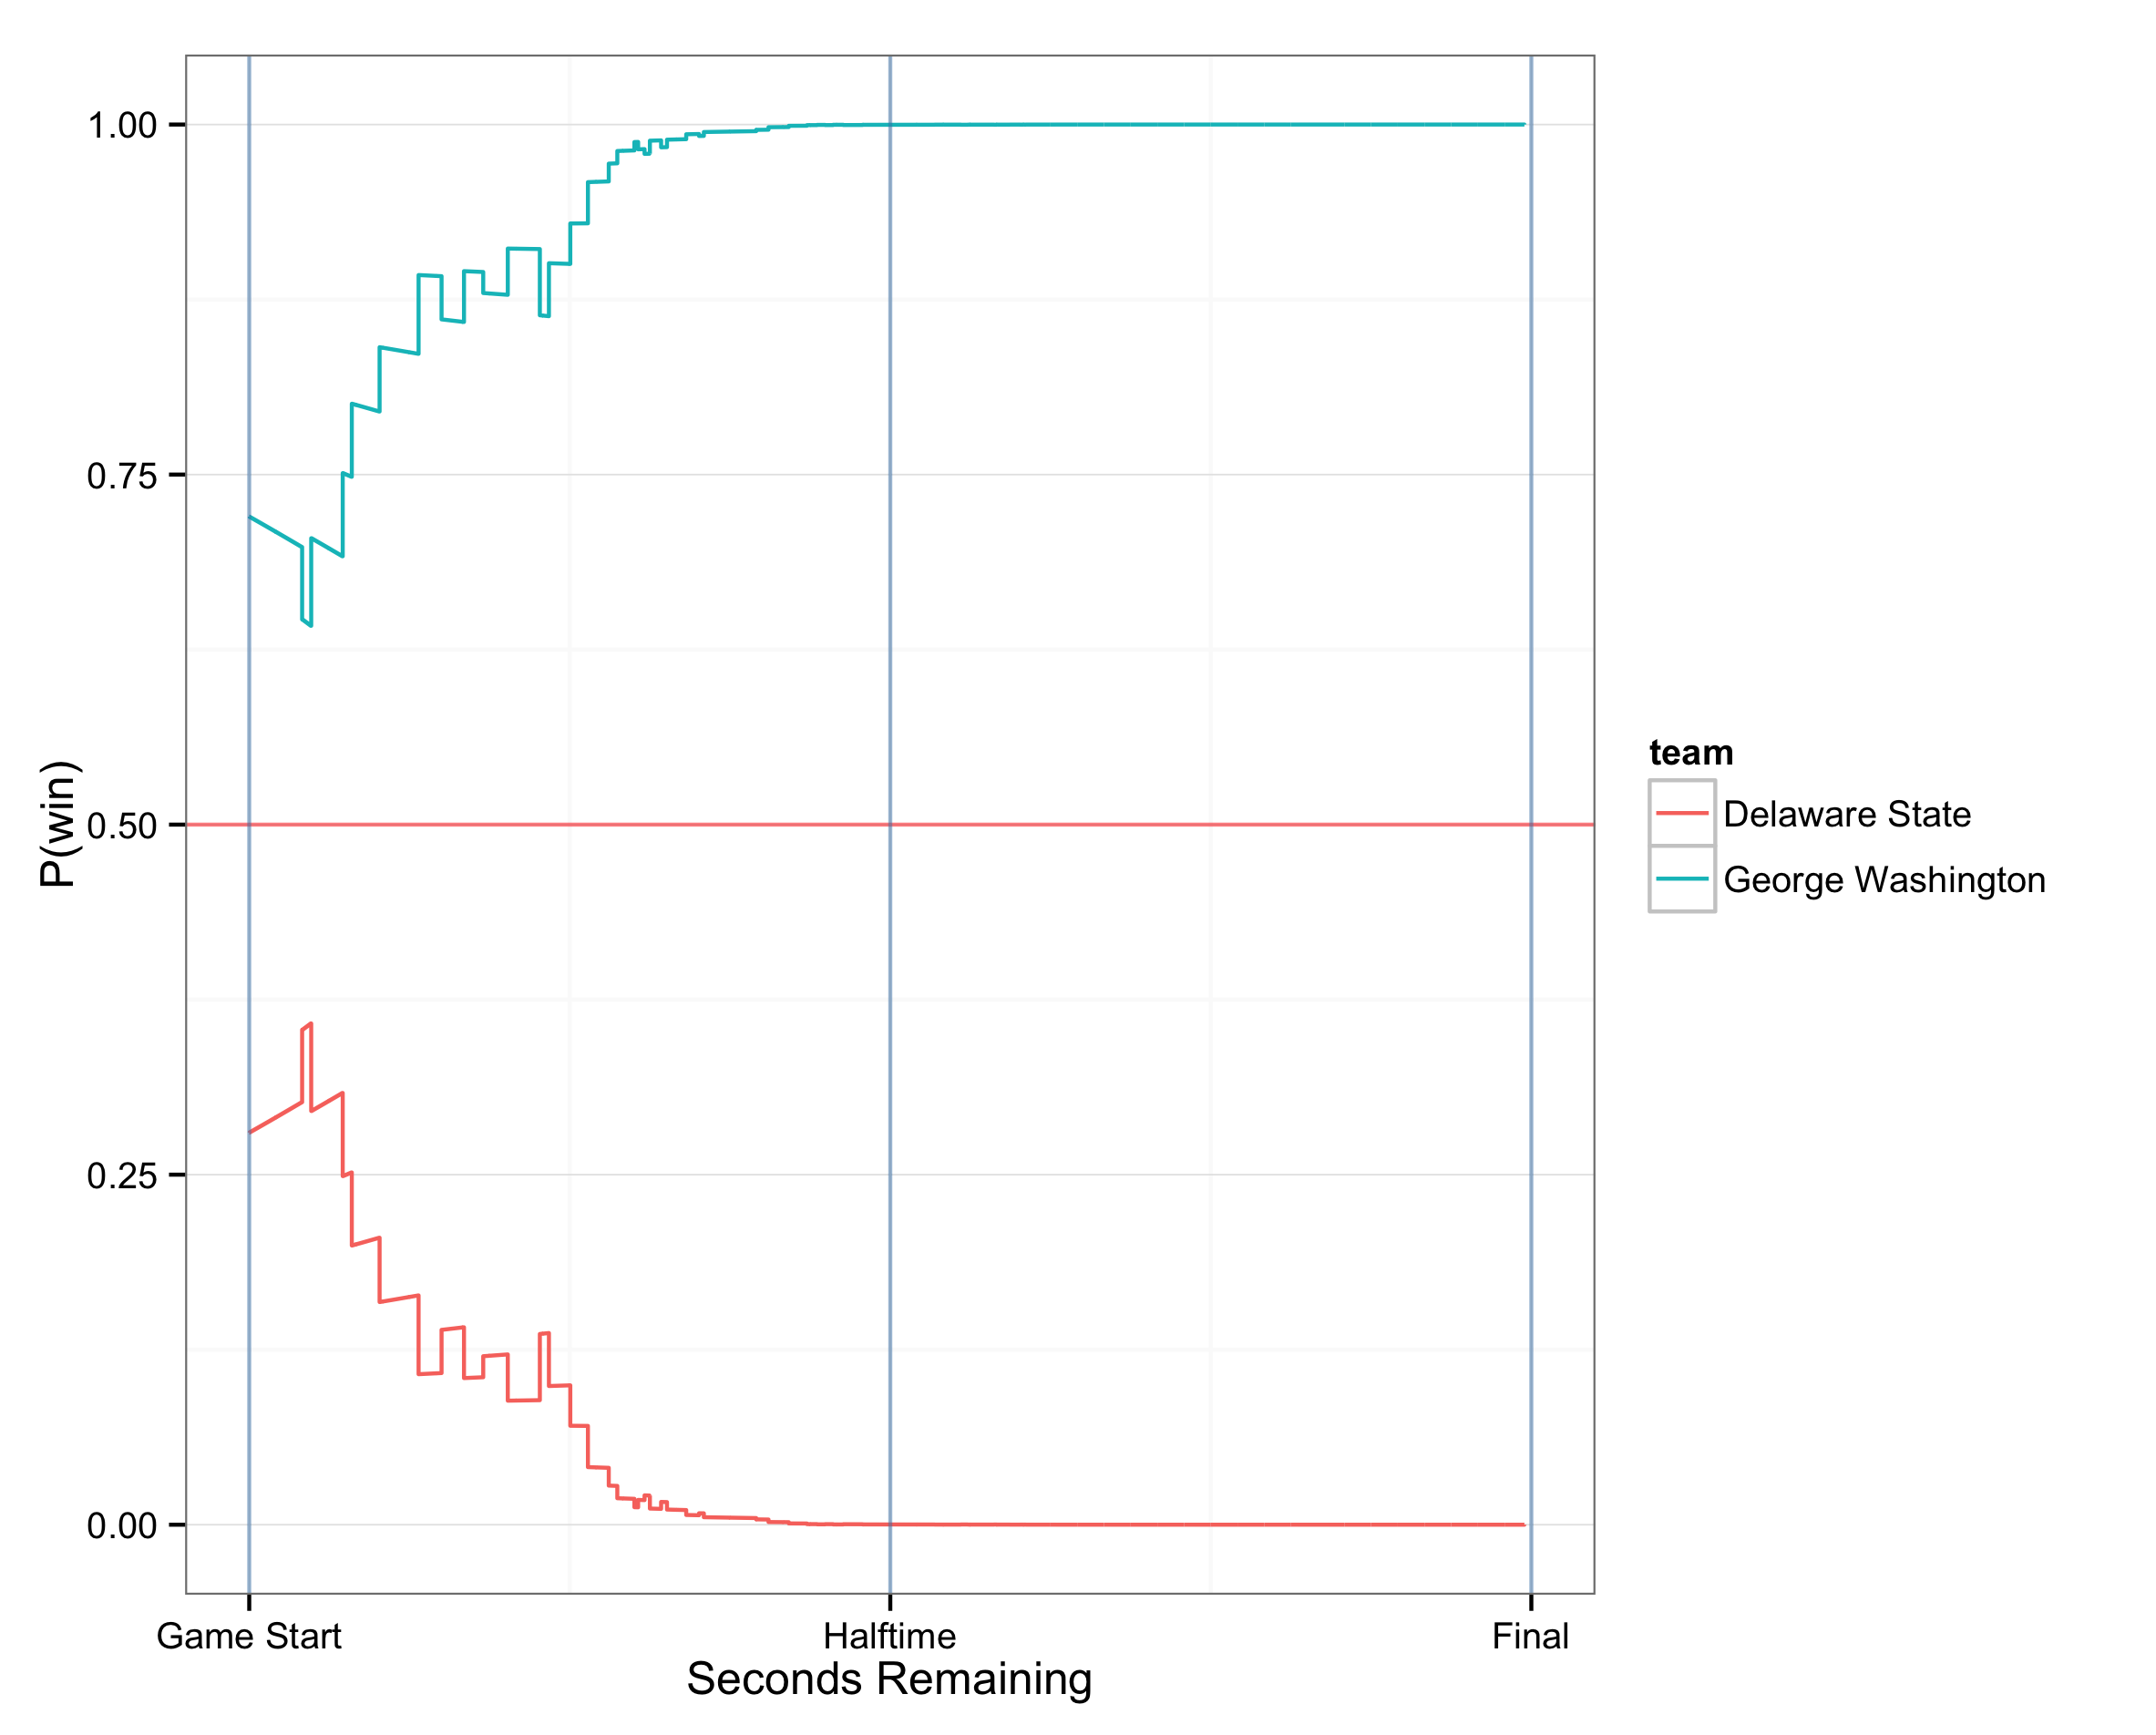 1.00
0.75
0.50
0.25
0.00
P(win)
Game Start
Halftime
Final
Seconds Remaining
team
Delaware State
George Washington